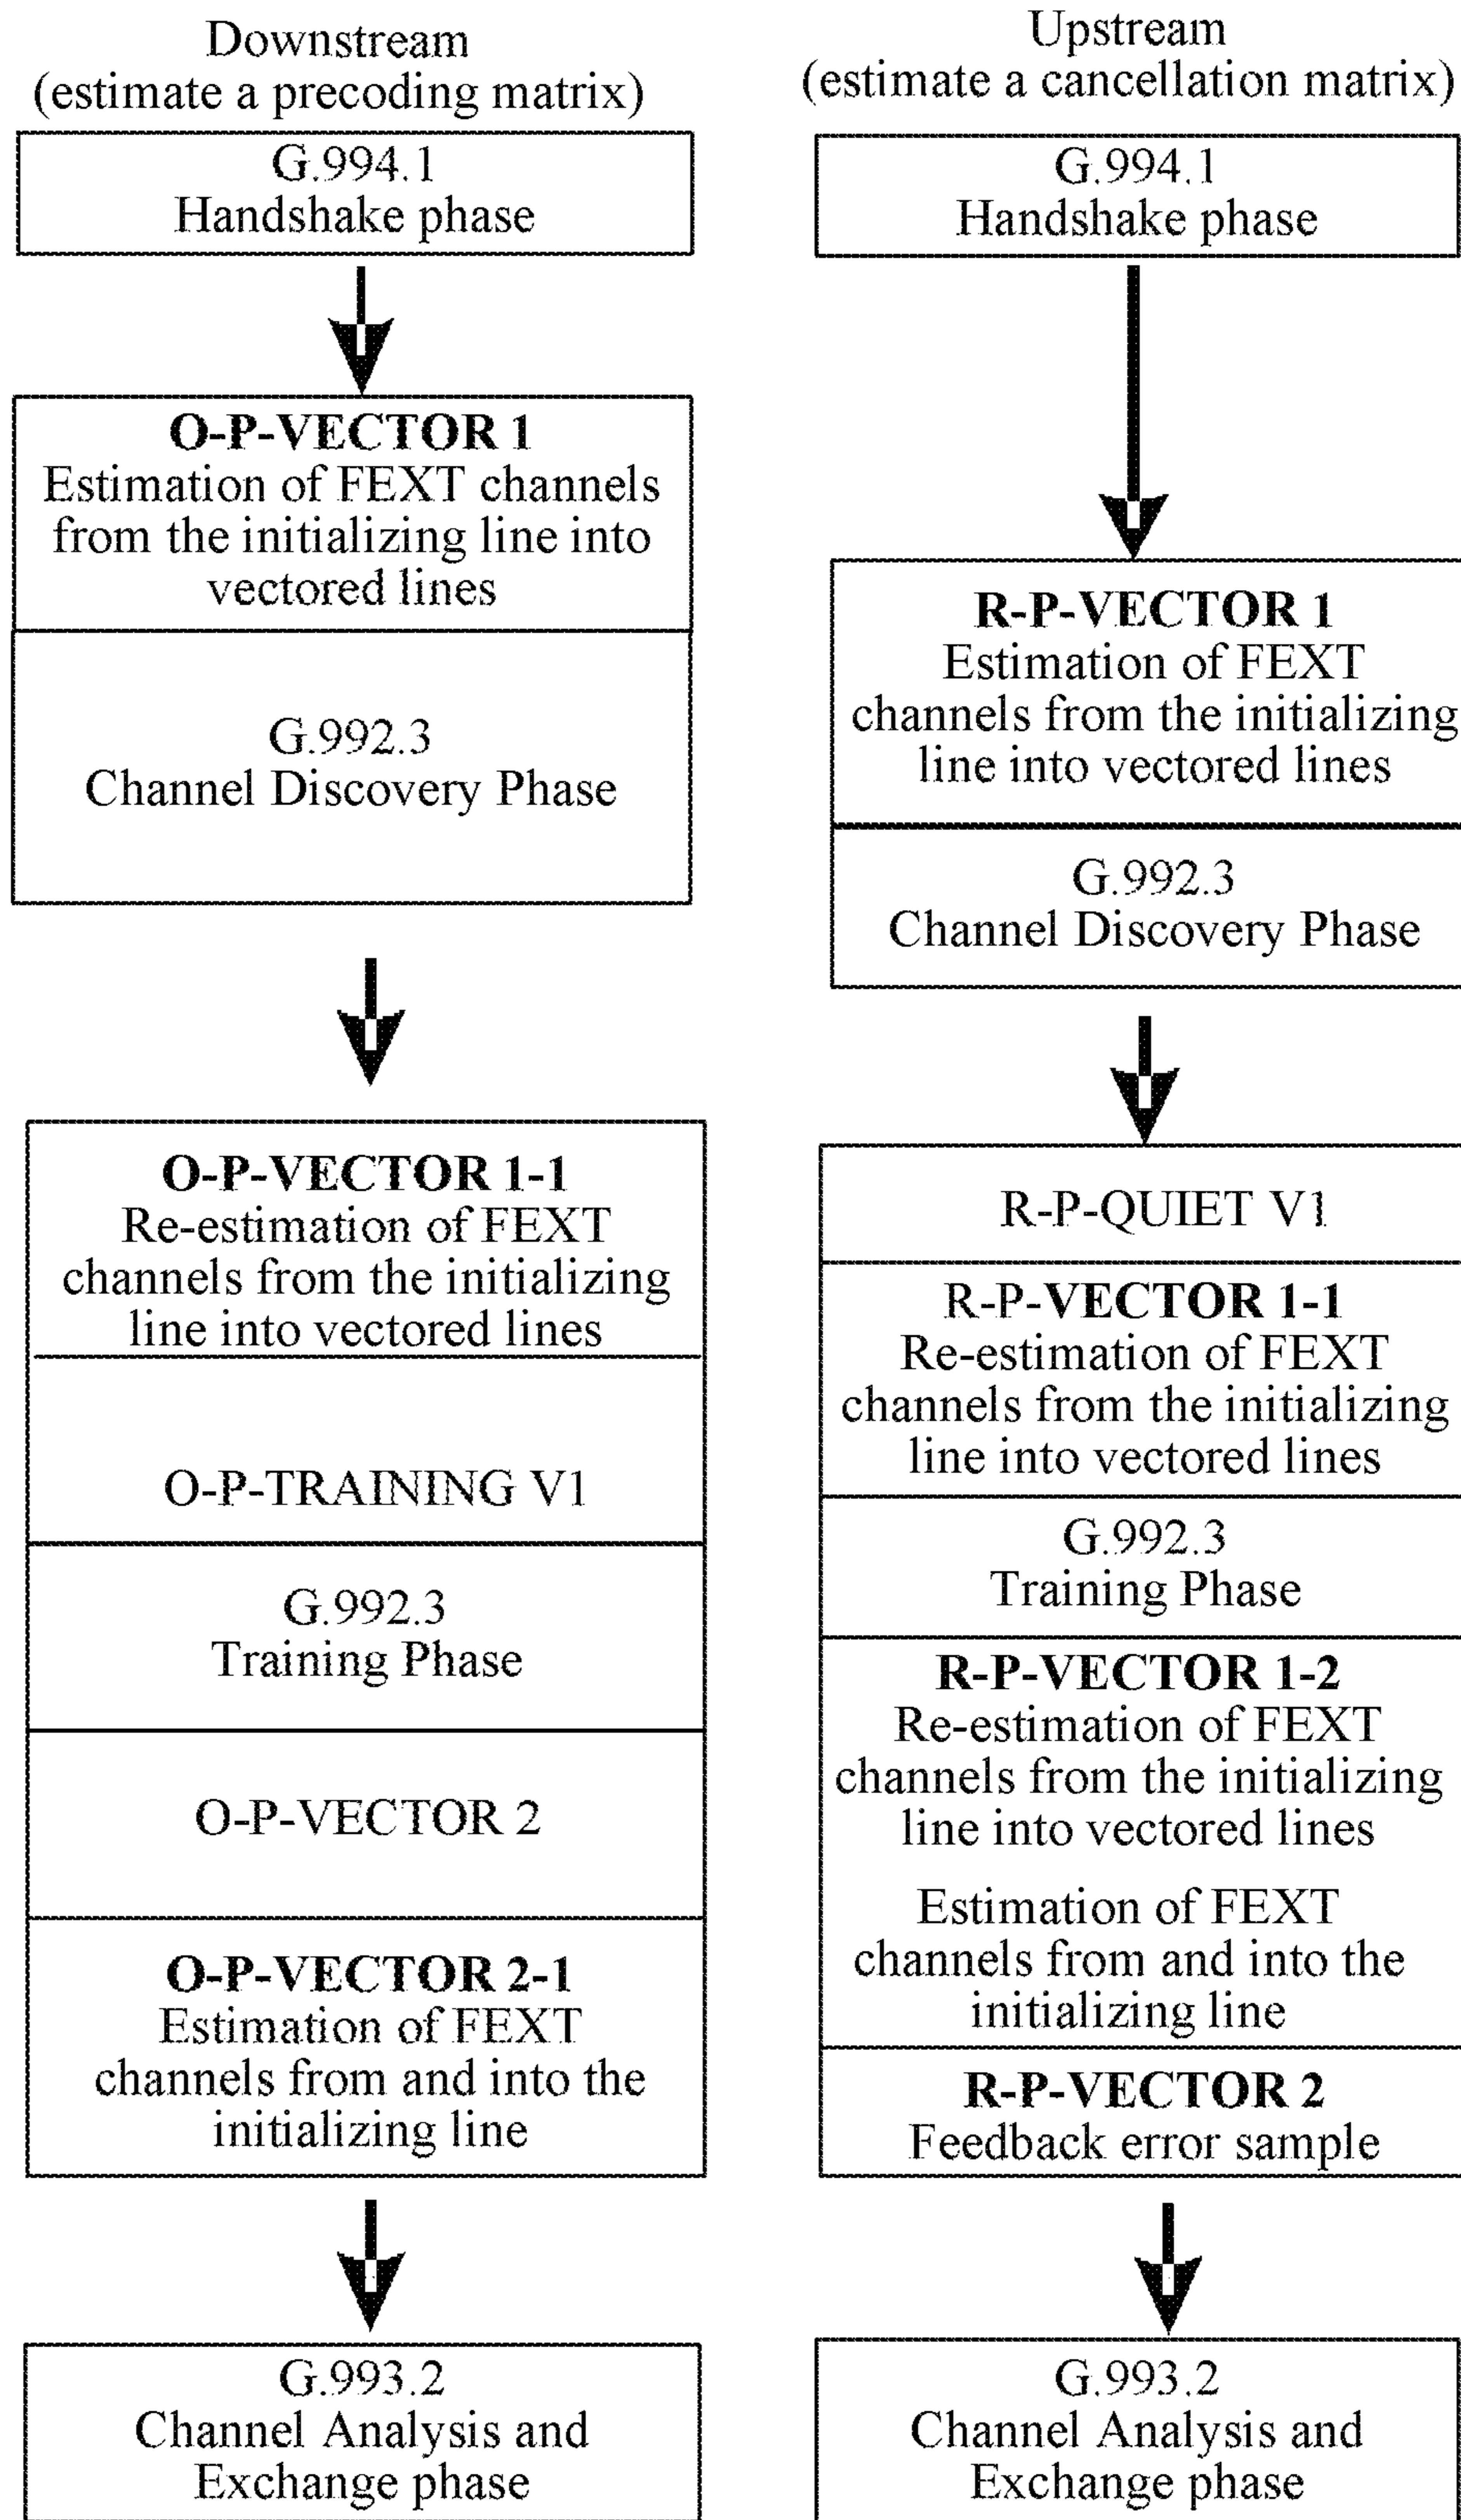 Downstream
(estimate a precoding matrix)
G.994.1
Handshake phase
O-P-VECTOR 1
Estimation of FEXT channels
from the initializing line into
vectored lines
G.992.3
Channel Discovery Phase
O-P-VECTOR 1-1
Re-estimation of FEXT
channels from the initializing
line into vectored lines
O-P-TRAINING V1
G.992.3
Training Phase
O-P-VECTOR 2
O-P-VECTOR 2-1
Estimation of FEXT
channels from and into the
initializing line
G.993.2
Channel Analysis and
Exchange phase
Upstream
(estimate a cancellation matrix)
G.994.1
Handshake phase
R-P-VECTOR 1
Estimation of FEXT
channels from the initializing
line into vectored lines
G.992.3
Channel Discovery Phase
R-P-QUIET V1
R-P-VECTOR 1-1
Re-estimation of FEXT
channels from the initializing
line into vectored lines
G.992.3
Training Phase
R-P-VECTOR 1-2
Re-estimation of FEXT
channels from the initializing
line into vectored lines
Estimation of FEXT
channels from and into the
initializing line
R-P-VECTOR 2
Feedback error sample
G.993.2
Channel Analysis and
Exchange phase